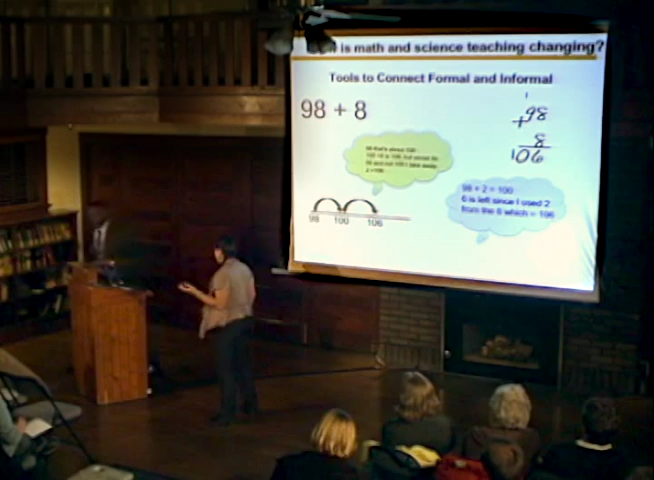 is math and science teaching changing?
Tools to Connect Formal and Informal
98 + 8
1
98
+
8
106
98 + 2 = 100
6 is left since I used 2
from the 8 which = 106
98 100 106